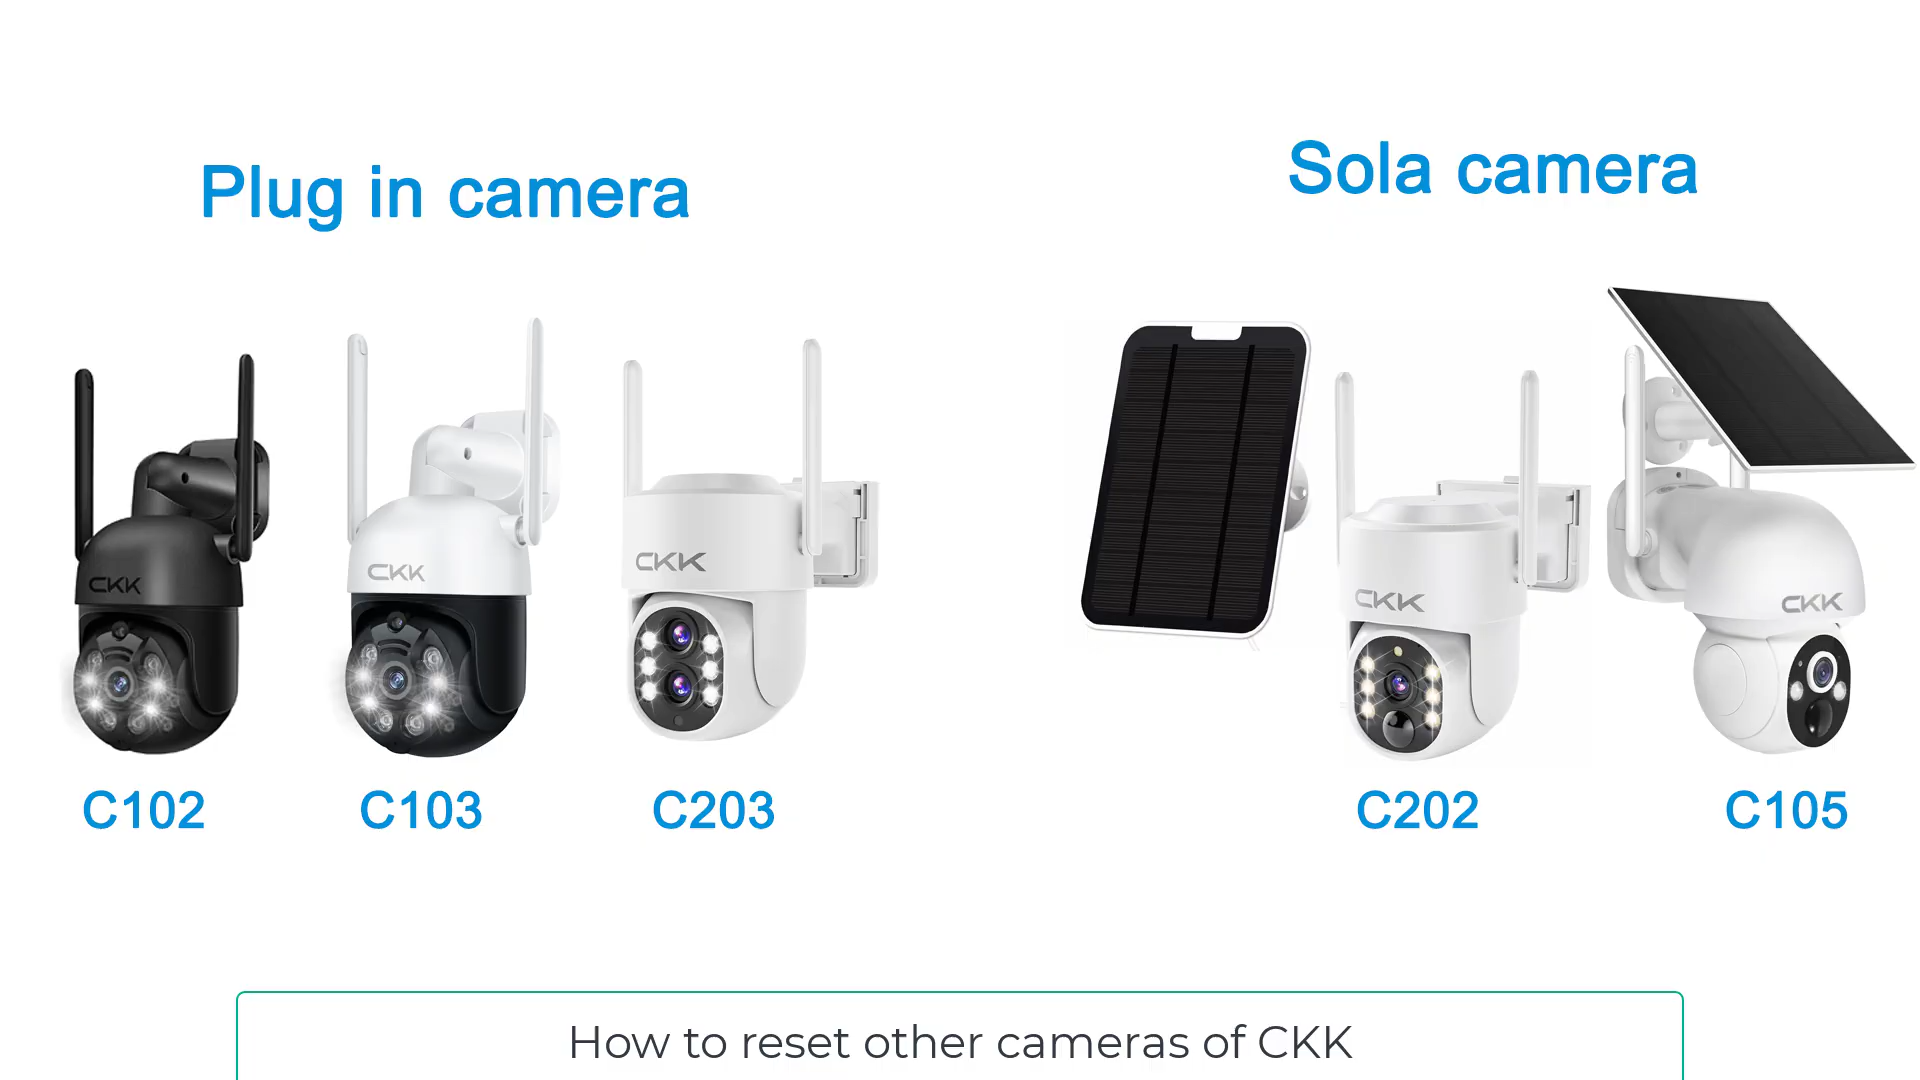 Plug in camera
Sola camera
CKK
CKK
CKK
CKK
CKK
C102
C103
C203
C202
C105
How to reset other cameras of CKK